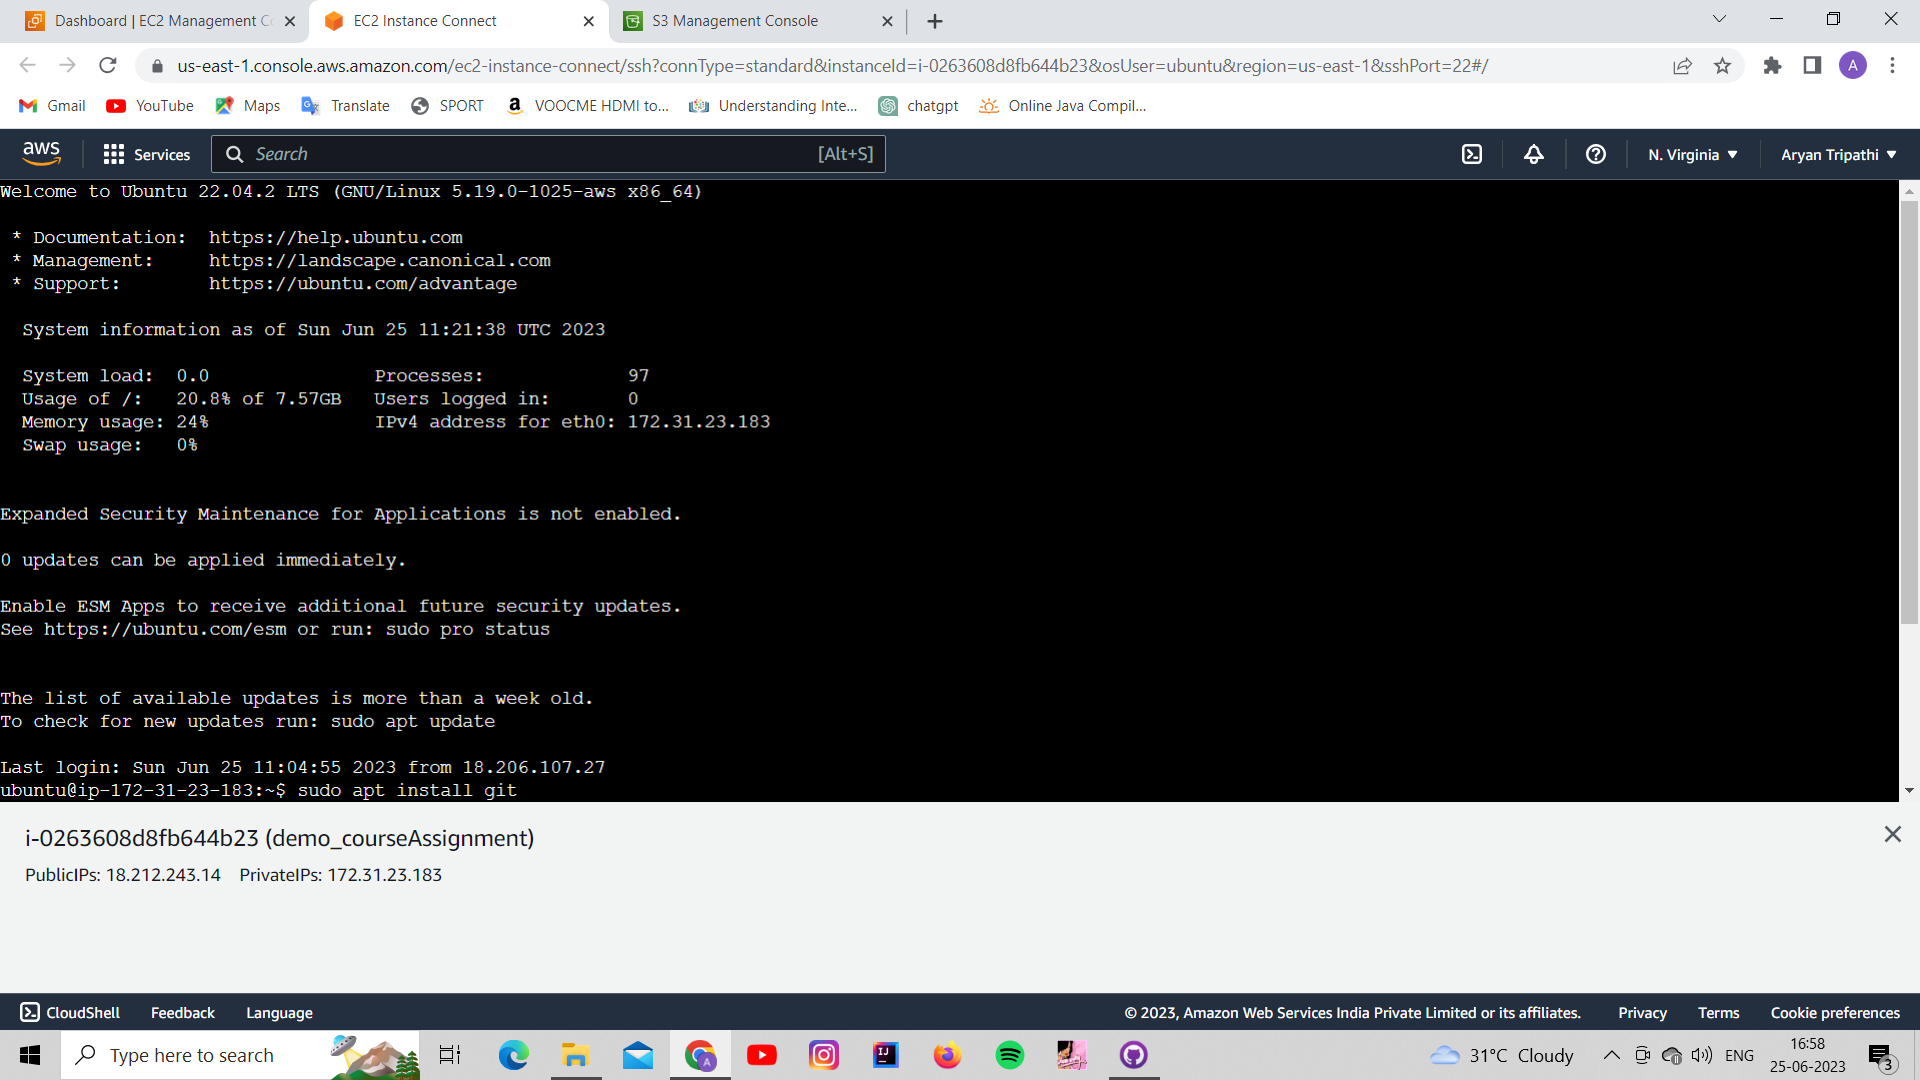 Dashboard | EC2 Management Co
EC2 Instance Connect
S3 Management Console
us-east-1.console.aws.amazon.com/ec2-instance-connect/ssh?connType=standard&instanceId=i-0263608d8fb644b23&osUser=ubuntu&region=us-east-1&sshPort=22#/
A
Gmail YouTube Maps Translate SPORT VOOCME HDMI to... Understanding Inte... chatgpt Online Java Compil...
aws Services Search [Alt+S] N. Virginia Aryan Tripathi
Welcome to Ubuntu 22.04.2 LTS (GNU/Linux 5.19.0-1025-aws x86_64)
* Documentation: https://help.ubuntu.com
* Management: https://landscape.canonical.com
* Support: https://ubuntu.com/advantage
System information as of Sun Jun 25 11:21:38 UTC 2023
System load: 0.0 Processes: 97
Usage of /: 20.8% of 7.57GB Users logged in: 0
Memory usage: 24% IPv4 address for eth0: 172.31.23.183
Swap usage: 0%
Expanded Security Maintenance for Applications is not enabled.
0 updates can be applied immediately.
Enable ESM Apps to receive additional future security updates.
See https://ubuntu.com/esm or run: sudo pro status
The list of available updates is more than a week old.
To check for new updates run: sudo apt update
Last login: Sun Jun 25 11:04:55 2023 from 18.206.107.27
ubuntu@ip-172-31-23-183:~$ sudo apt install git
i-0263608d8fb644b23 (demo_courseAssignment)
PublicIPs: 18.212.243.14 PrivateIPs: 172.31.23.183
CloudShell Feedback Language © 2023, Amazon Web Services India Private Limited or its affiliates. Privacy Terms Cookie preferences
Type here to search
A
IJ
31°C Cloudy
ENG
16:58
25-06-2023
3